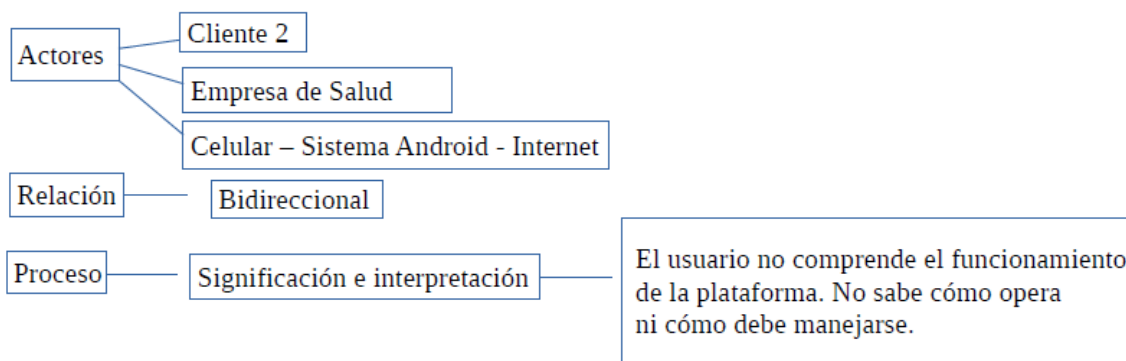 Cliente 2
Actores
Empresa de Salud
Celular – Sistema Android - Internet
Relación
Bidireccional
Proceso
Significación e interpretación
El usuario no comprende el funcionamiento
de la plataforma. No sabe cómo opera
ni cómo debe manejarse.